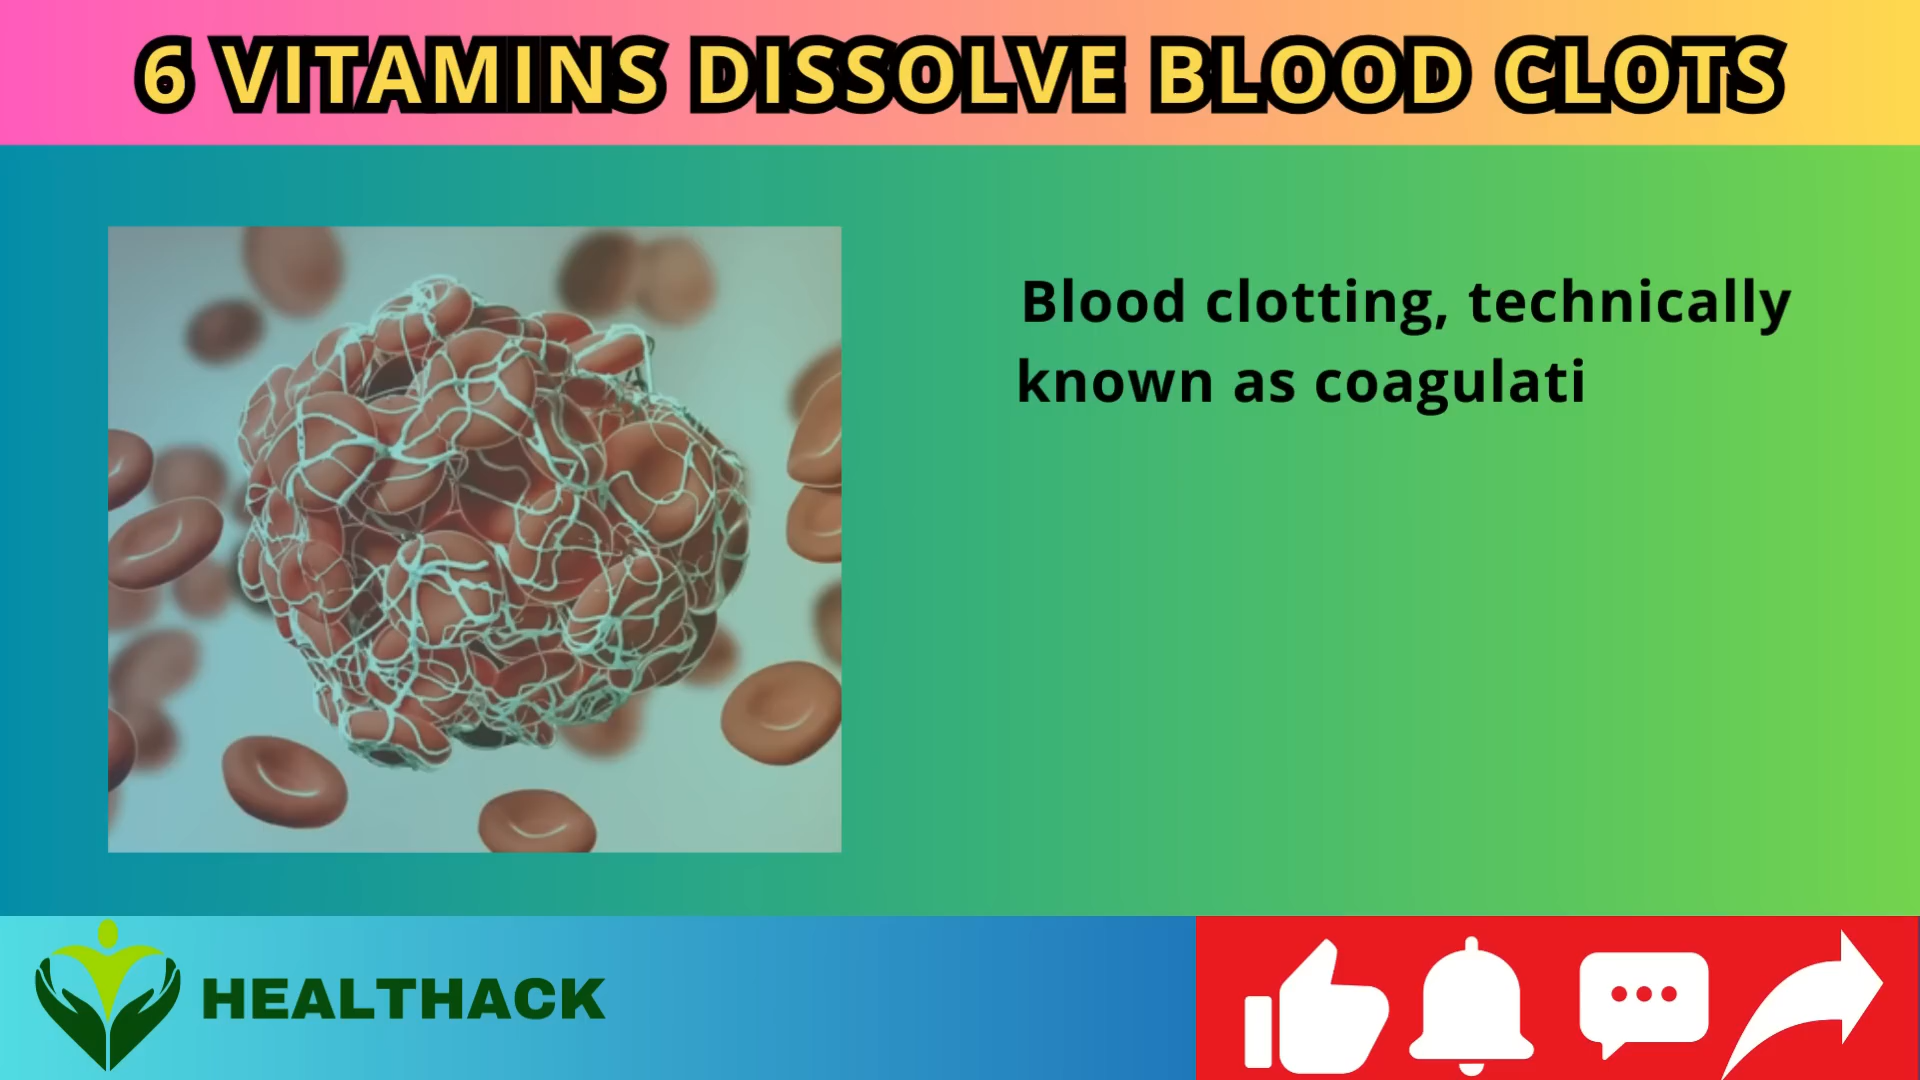 6 VITAMINS DISSOLVE BLOOD CLOTS
Blood clotting, technically
known as coagulati
HEALTHACK